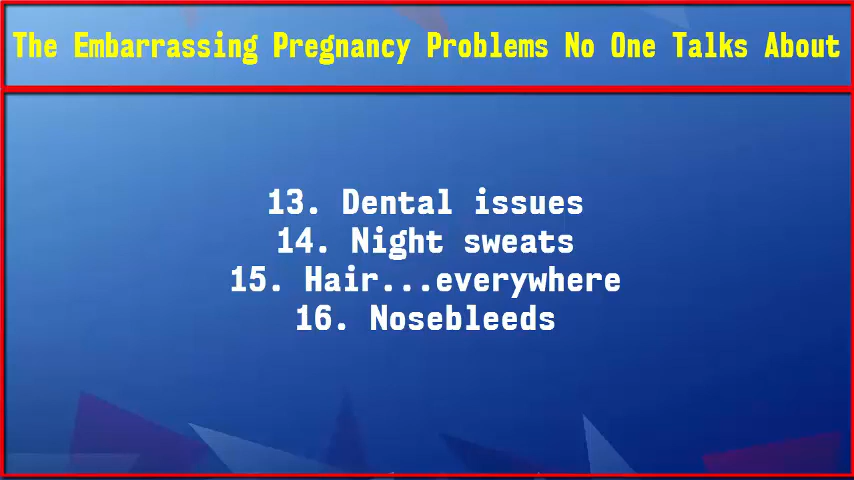 The Embarrassing Pregnancy Problems No One Talks About
13. Dental issues
14. Night sweats
15. Hair...everywhere
16. Nosebleeds